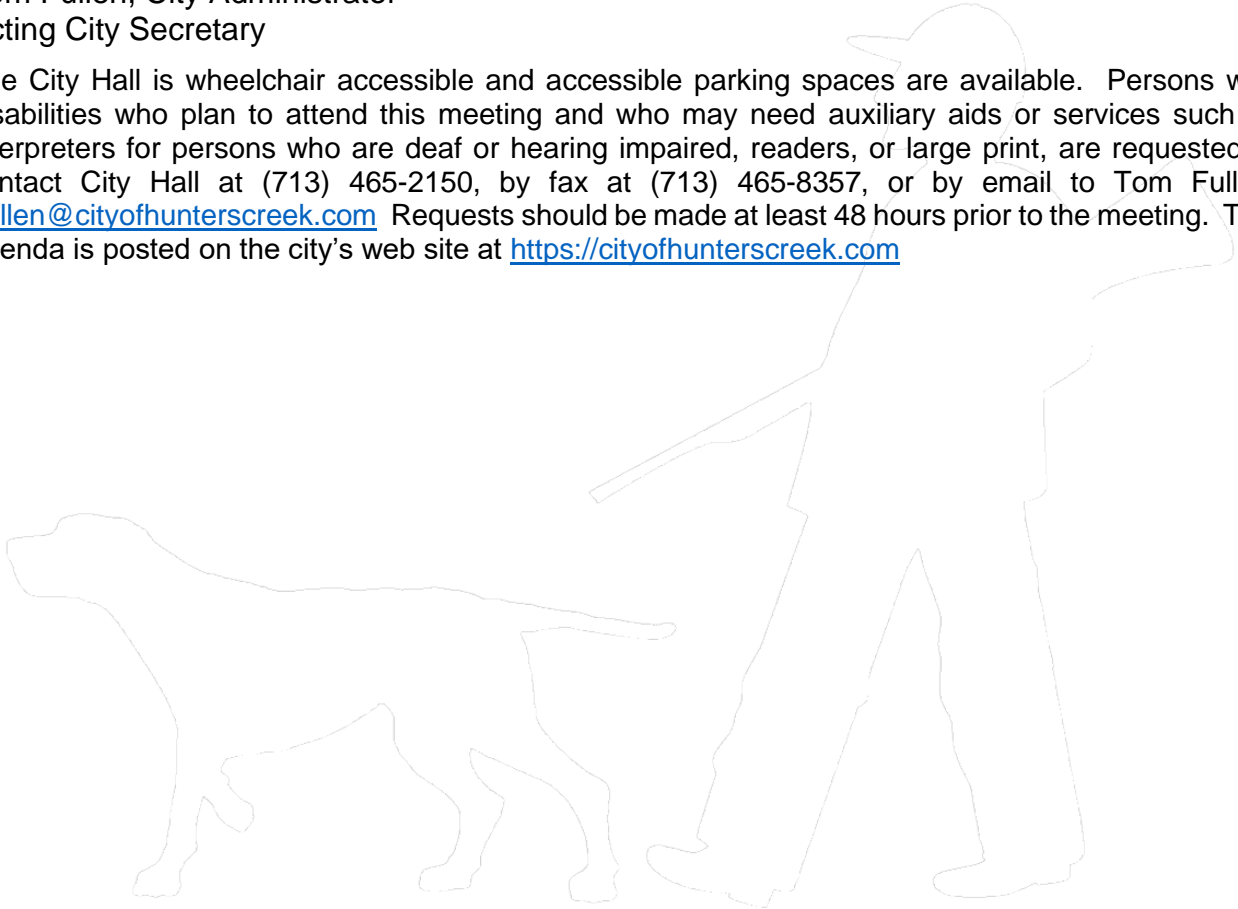 om Fullen, City Administrator
cting City Secretary
e City Hall is wheelchair accessible and accessible parking spaces are available. Persons w
sabilities who plan to attend this meeting and who may need auxiliary aids or services such
erpreters for persons who are deaf or hearing impaired, readers, or large print, are requested
ntact City Hall at (713) 465-2150, by fax at (713) 465-8357, or by email to Tom Full
llen@cityofhunterscreek.com Requests should be made at least 48 hours prior to the meeting. T
enda is posted on the city’s web site at https://cityofhunterscreek.com